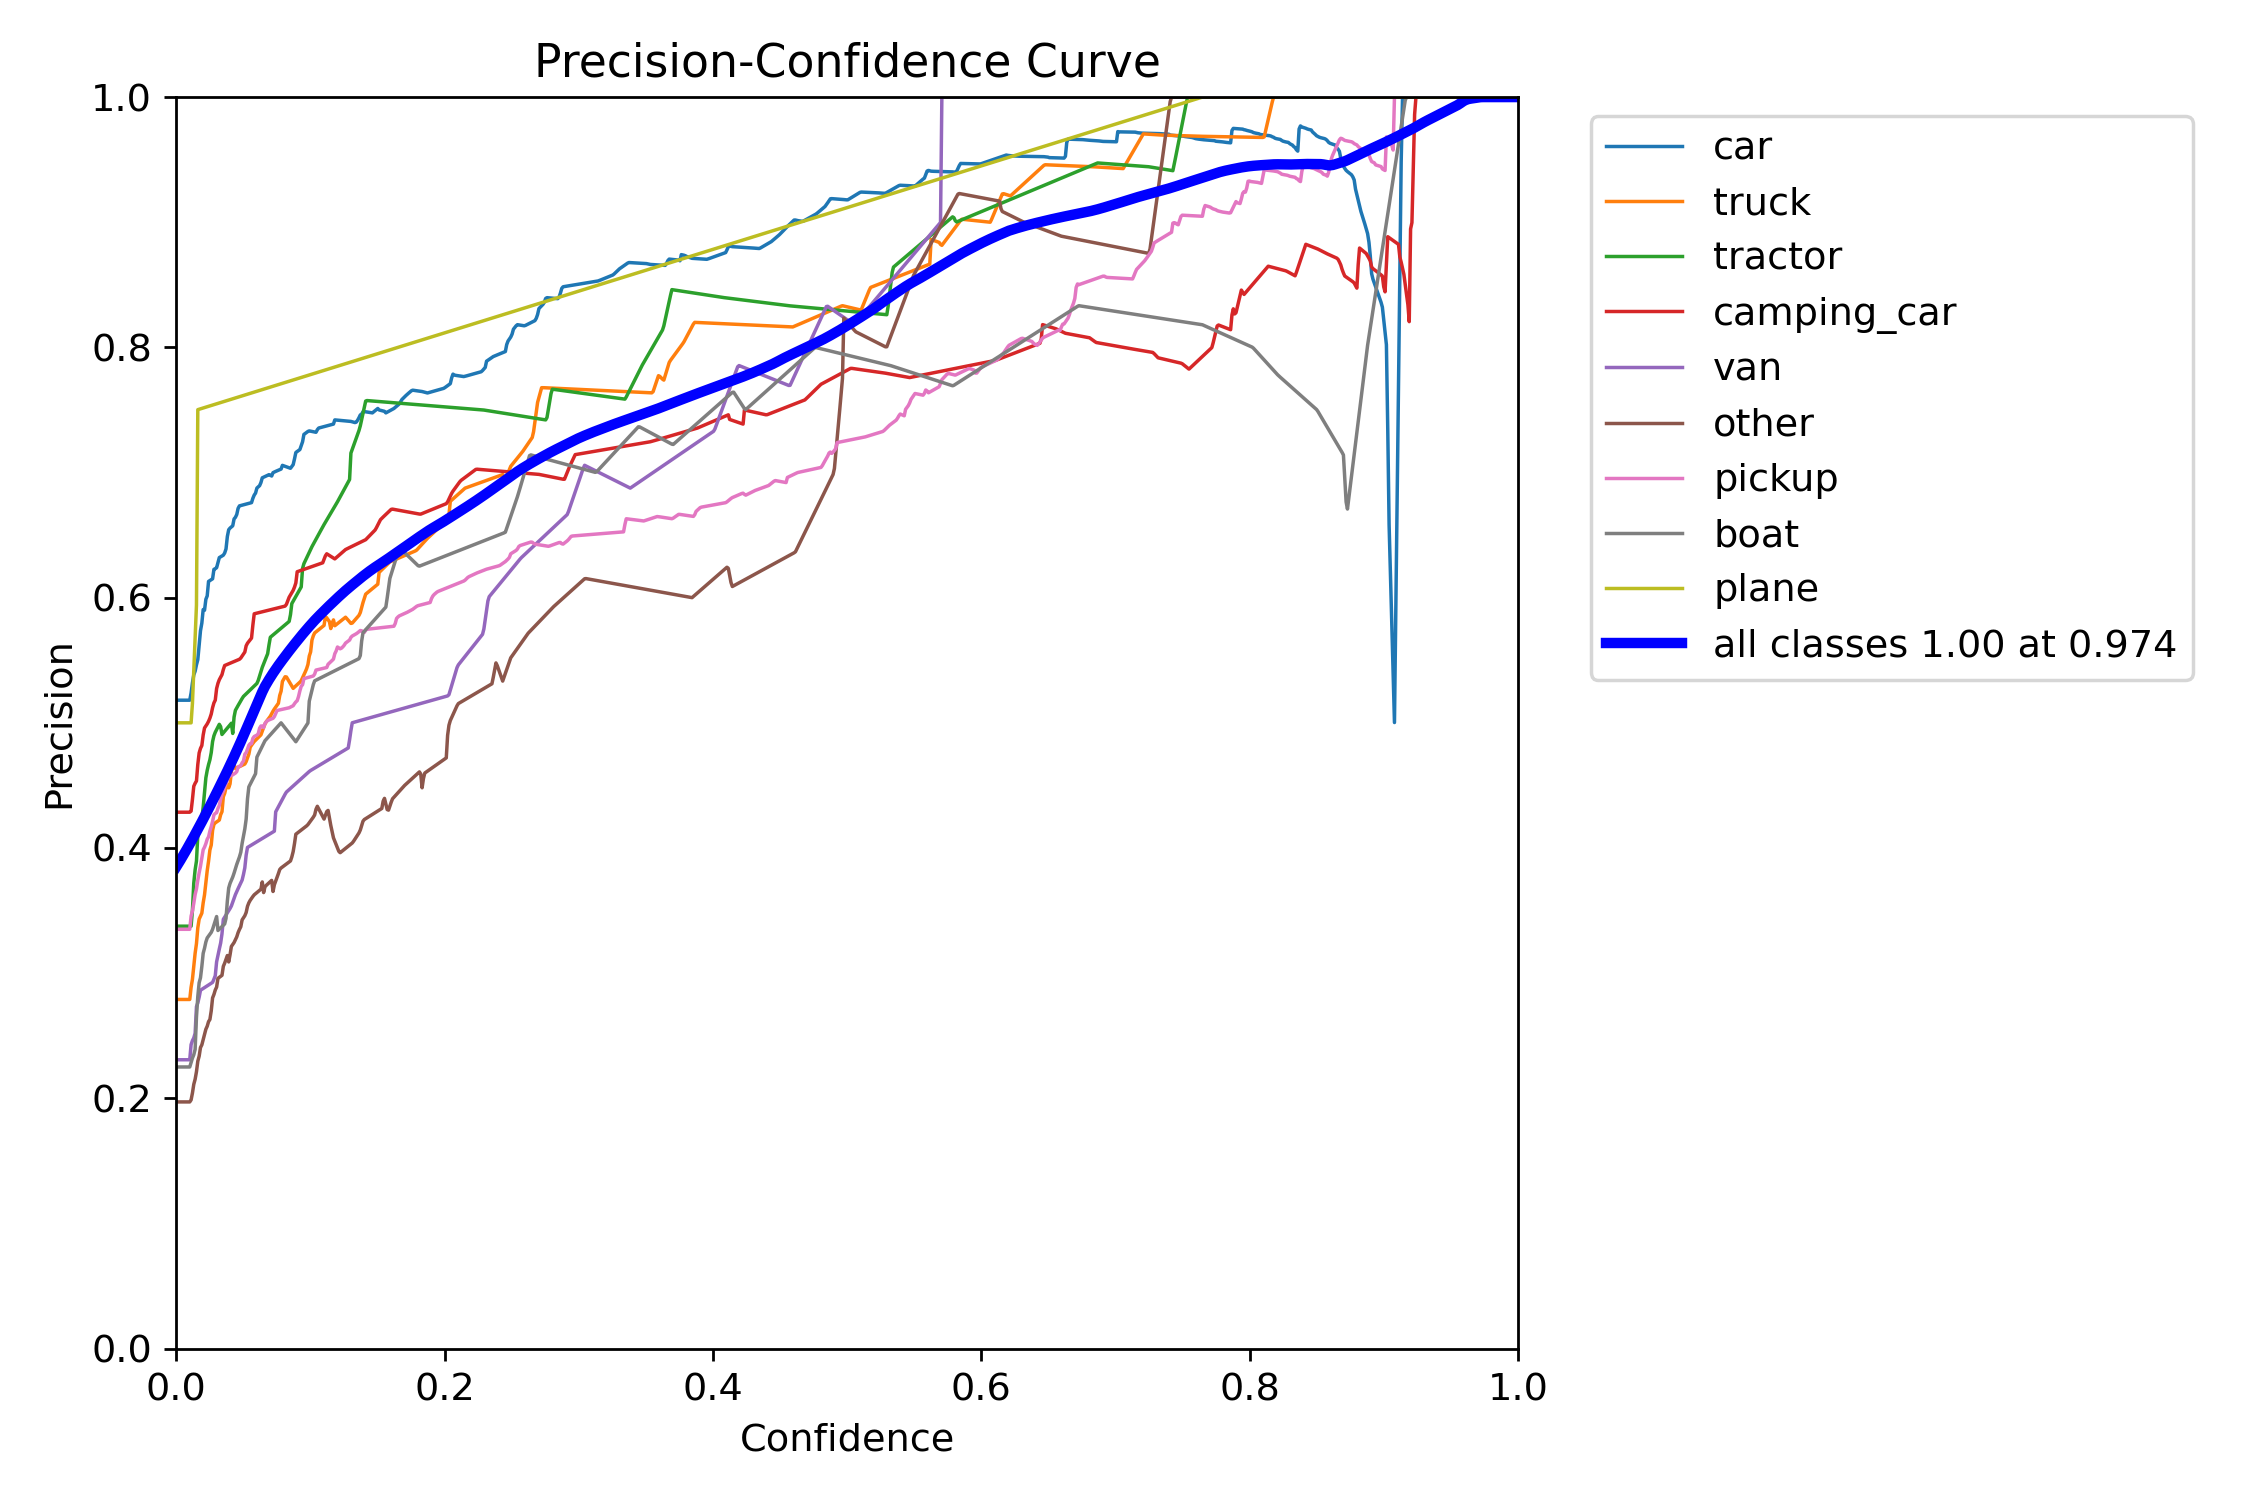 Precision-Confidence Curve
1.0
0.8
0.6
0.4
0.2
0.0
Precision
0.0 0.2 0.4 0.6 0.8 1.0
Confidence
car
truck
tractor
camping_car
van
other
pickup
boat
plane
all classes 1.00 at 0.974